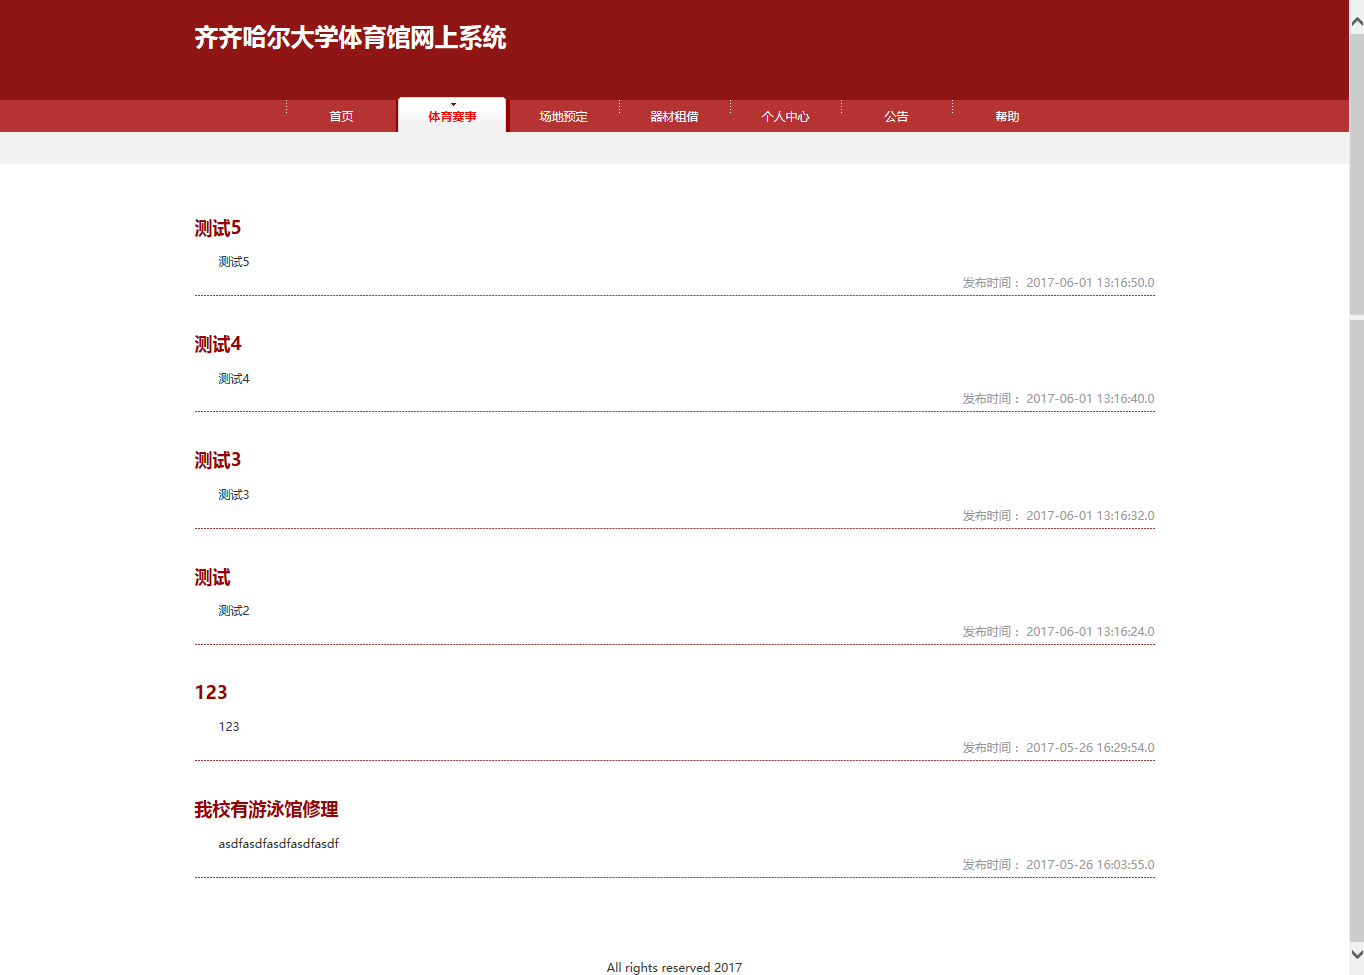 齐齐哈尔大学体育馆网上系统
首页 体育赛事 场地预定 器材租借 个人中心 公告 帮助
测试5
测试5
发布时间： 2017-06-01 13:16:50.0
测试4
测试4
发布时间： 2017-06-01 13:16:40.0
测试3
测试3
发布时间： 2017-06-01 13:16:32.0
测试
测试2
发布时间： 2017-06-01 13:16:24.0
123
123
发布时间： 2017-05-26 16:29:54.0
我校有游泳馆修理
asdfasdfasdfasdfasdf
发布时间： 2017-05-26 16:03:55.0
All rights reserved 2017